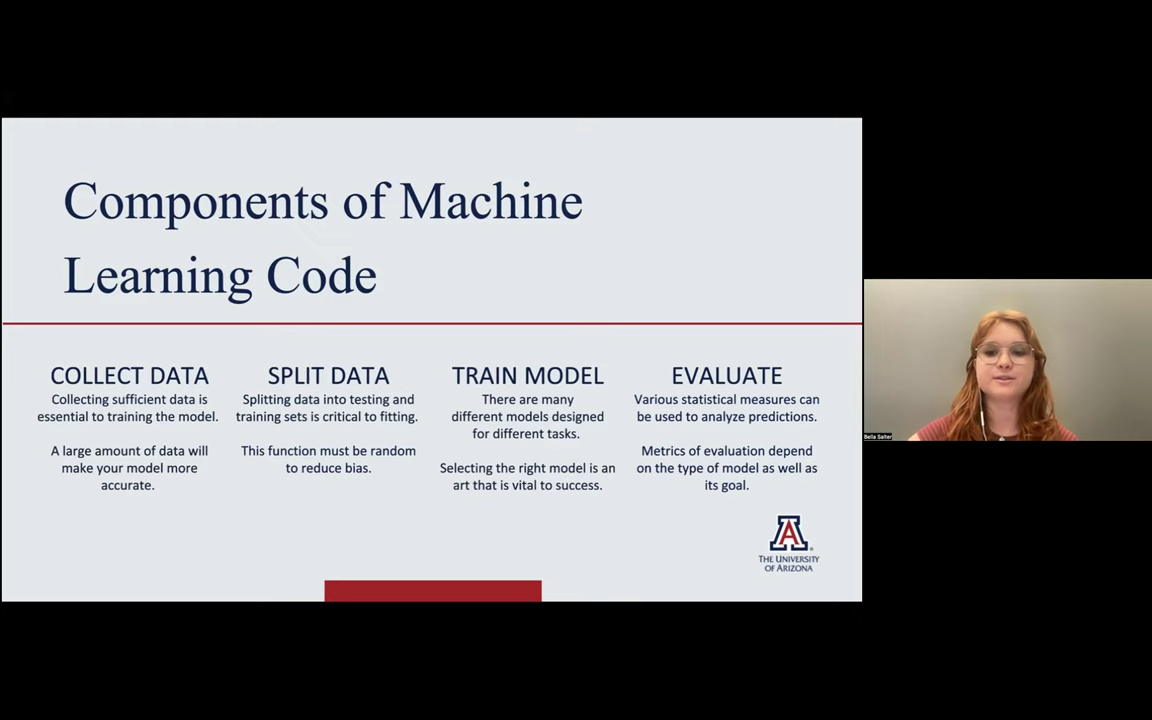 Components of Machine
Learning Code
COLLECT DATA
Collecting sufficient data is
essential to training the model.
A large amount of data will
make your model more
accurate.
SPLIT DATA
Splitting data into testing and
training sets is critical to fitting.
This function must be random
to reduce bias.
TRAIN MODEL
There are many
different models designed
for different tasks.
Selecting the right model is an
art that is vital to success.
EVALUATE
Various statistical measures can
be used to analyze predictions.
Metrics of evaluation depend
on the type of model as well as
its goal.
A
THE UNIVERSITY
OF ARIZONA
Bella Salter